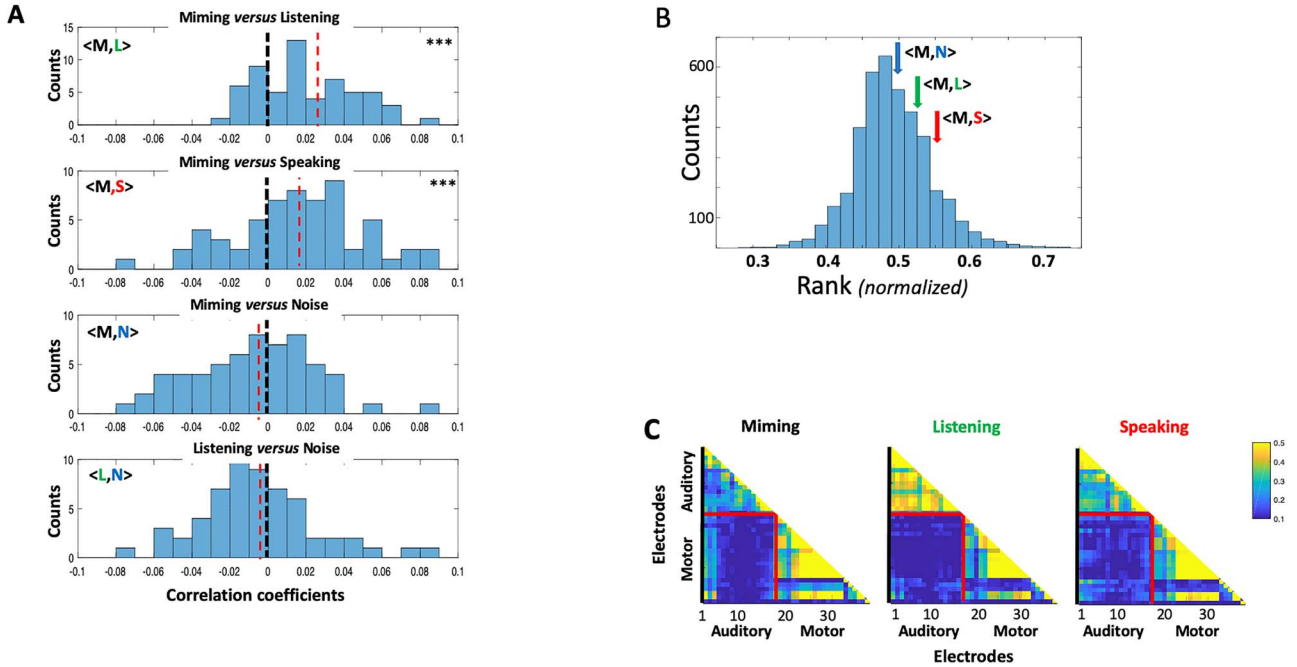 A
Miming versus Listening
<M,L>
***
Counts
15
10
5
0
-0.1 -0.08 -0.06 -0.04 -0.02 0 0.02 0.04 0.06 0.08 0.1
Miming versus Speaking
<M,S>
***
Counts
10
5
0
-0.1 -0.08 -0.06 -0.04 -0.02 0 0.02 0.04 0.06 0.08 0.1
Miming versus Noise
<M,N>
Counts
10
5
0
-0.1 -0.08 -0.06 -0.04 -0.02 0 0.02 0.04 0.06 0.08 0.1
Listening versus Noise
<L,N>
Counts
10
5
0
-0.1 -0.08 -0.06 -0.04 -0.02 0 0.02 0.04 0.06 0.08 0.1
Correlation coefficients
B
<M,N>
<M,L>
<M,S>
Counts
600
100
0.3 0.4 0.5 0.6 0.7
Rank (normalized)
C
Miming Listening Speaking
Electrodes
Auditory
Motor
0.5
0.4
0.3
0.2
0.1
1 10 20 30 1 10 20 30 1 10 20 30
Auditory Motor Auditory Motor Auditory Motor
Electrodes